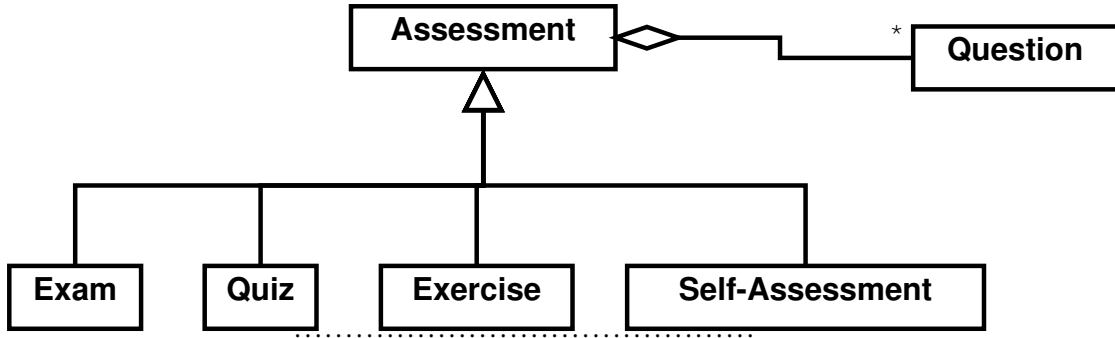 Assessment
*
Question
Exam
Quiz
Exercise
Self-Assessment